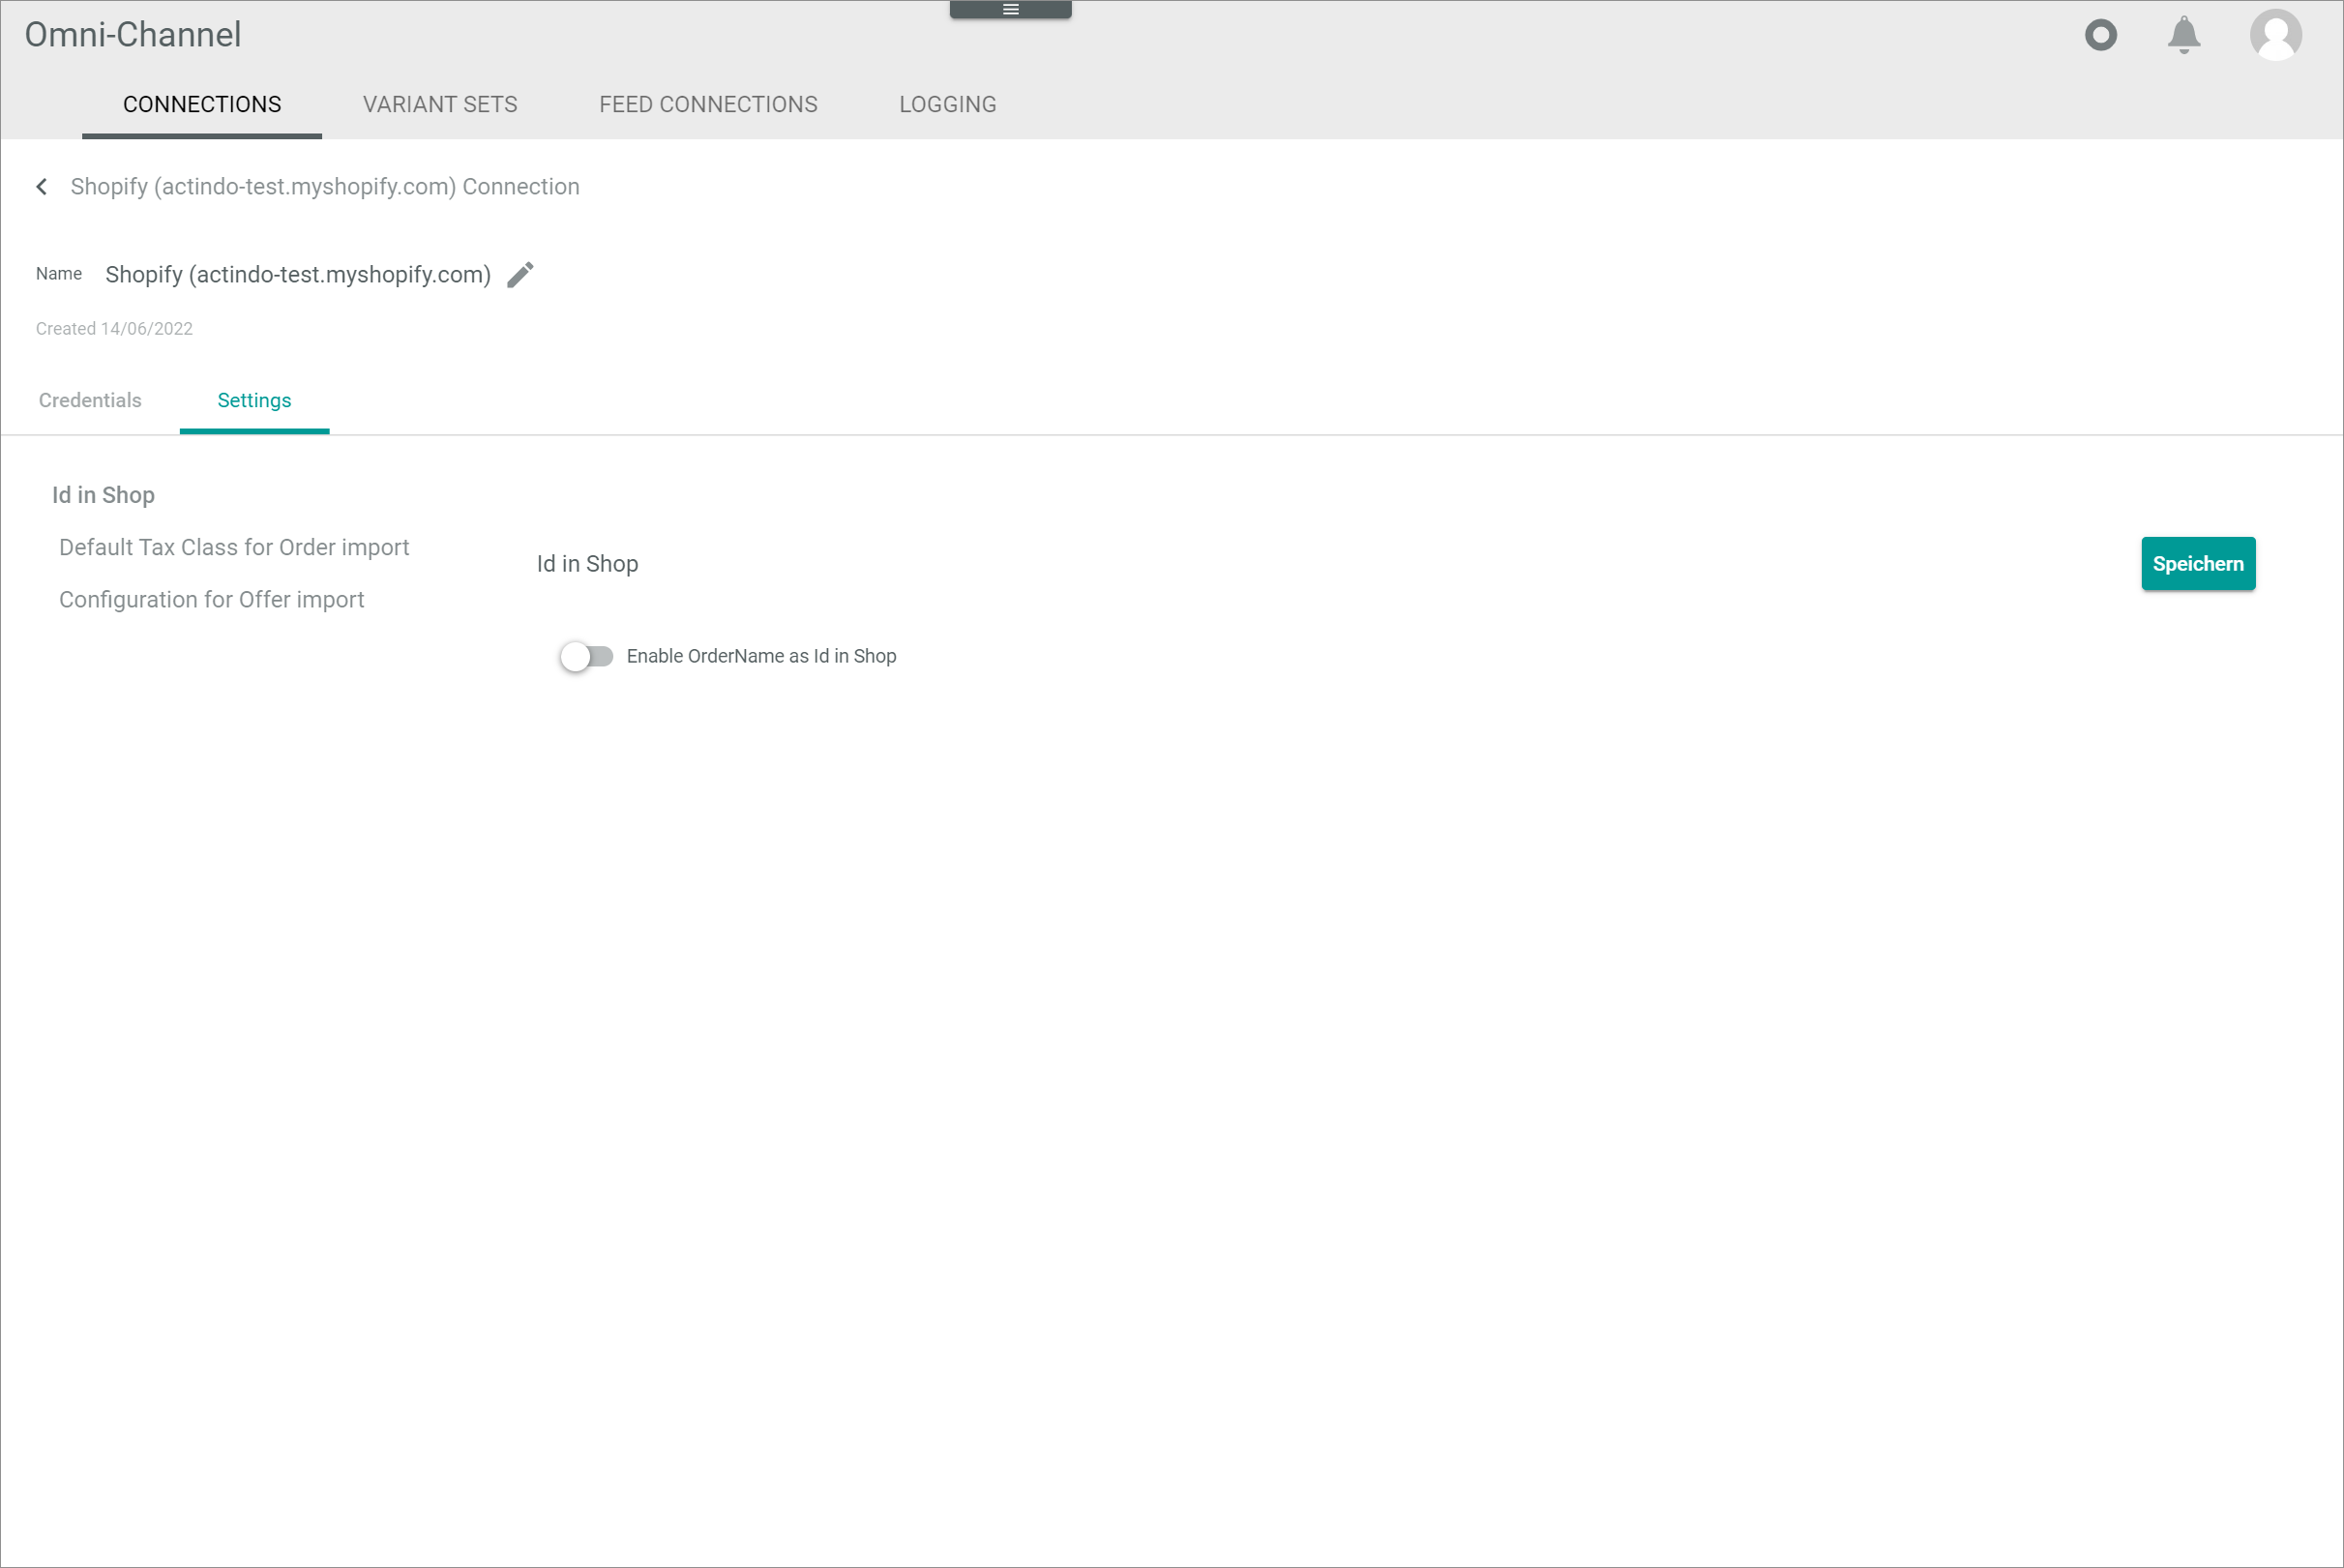 Omni-Channel
CONNECTIONS VARIANT SETS FEED CONNECTIONS LOGGING
Shopify (actindo-test.myshopify.com) Connection
Name Shopify (actindo-test.myshopify.com)
Created 14/06/2022
Credentials Settings
Id in Shop
Default Tax Class for Order import
Configuration for Offer import
Id in Shop
Speichern
Enable OrderName as Id in Shop